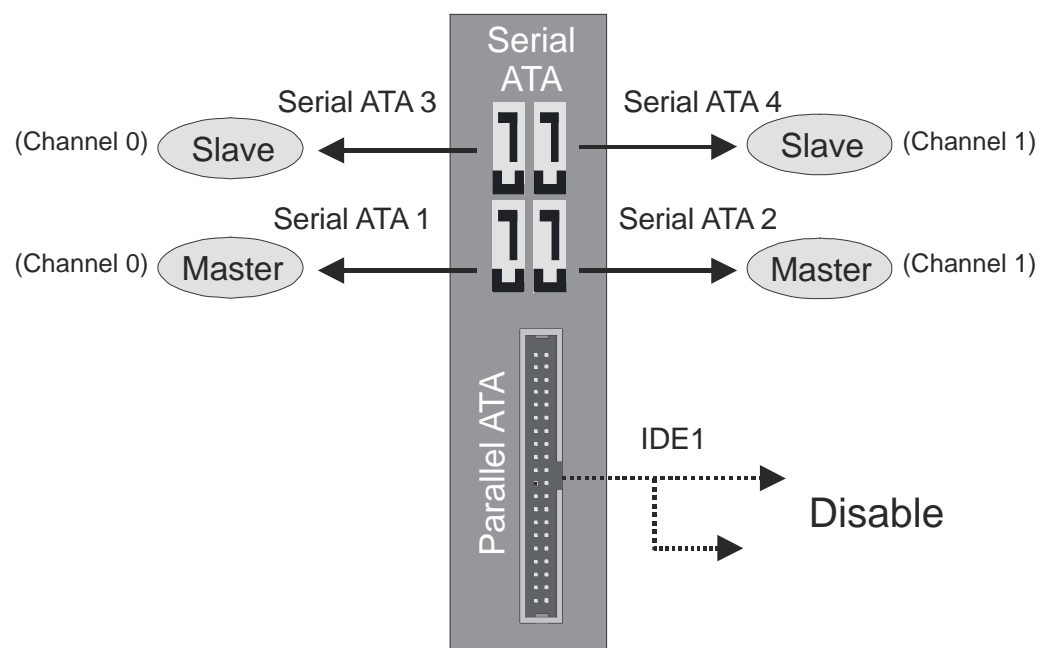 Serial
ATA
Serial ATA 3
Serial ATA 4
(Channel 0)
Slave
Slave
(Channel 1)
Serial ATA 1
Serial ATA 2
(Channel 0)
Master
Master
(Channel 1)
Parallel ATA
IDE1
Disable